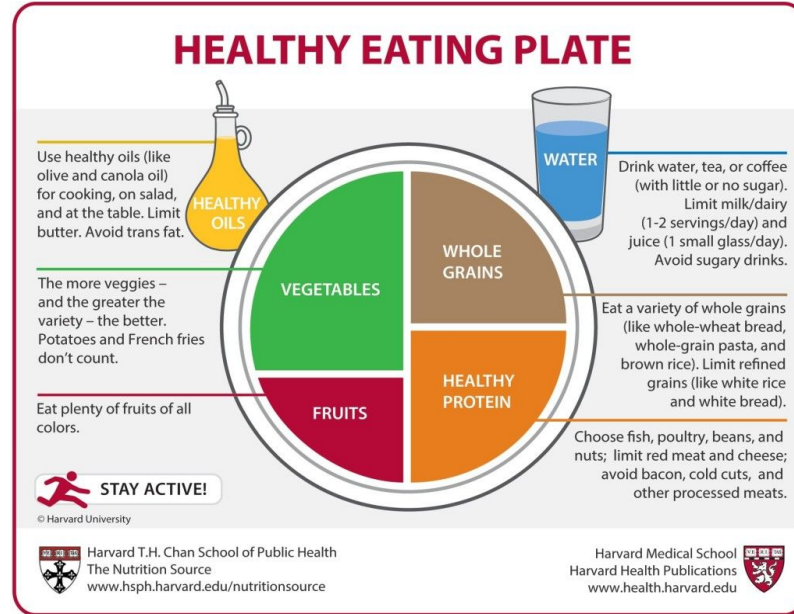 HEALTHY EATING PLATE
Use healthy oils (like
olive and canola oil)
for cooking, on salad,
and at the table. Limit
butter. Avoid trans fat.
HEALTHY
OILS
The more veggies –
and the greater the
variety – the better.
Potatoes and French fries
don't count.
Eat plenty of fruits of all
colors.
VEGETABLES
FRUITS
WHOLE
GRAINS
HEALTHY
PROTEIN
WATER
Drink water, tea, or coffee
(with little or no sugar).
Limit milk/dairy
(1-2 servings/day) and
juice (1 small glass/day).
Avoid sugary drinks.
Eat a variety of whole grains
(like whole-wheat bread,
whole-grain pasta, and
brown rice). Limit refined
grains (like white rice
and white bread).
Choose fish, poultry, beans, and
nuts; limit red meat and cheese;
avoid bacon, cold cuts, and
other processed meats.
STAY ACTIVE!
© Harvard University
Harvard T.H. Chan School of Public Health
The Nutrition Source
www.hsph.harvard.edu/nutritionsource
Harvard Medical School
Harvard Health Publications
www.health.harvard.edu